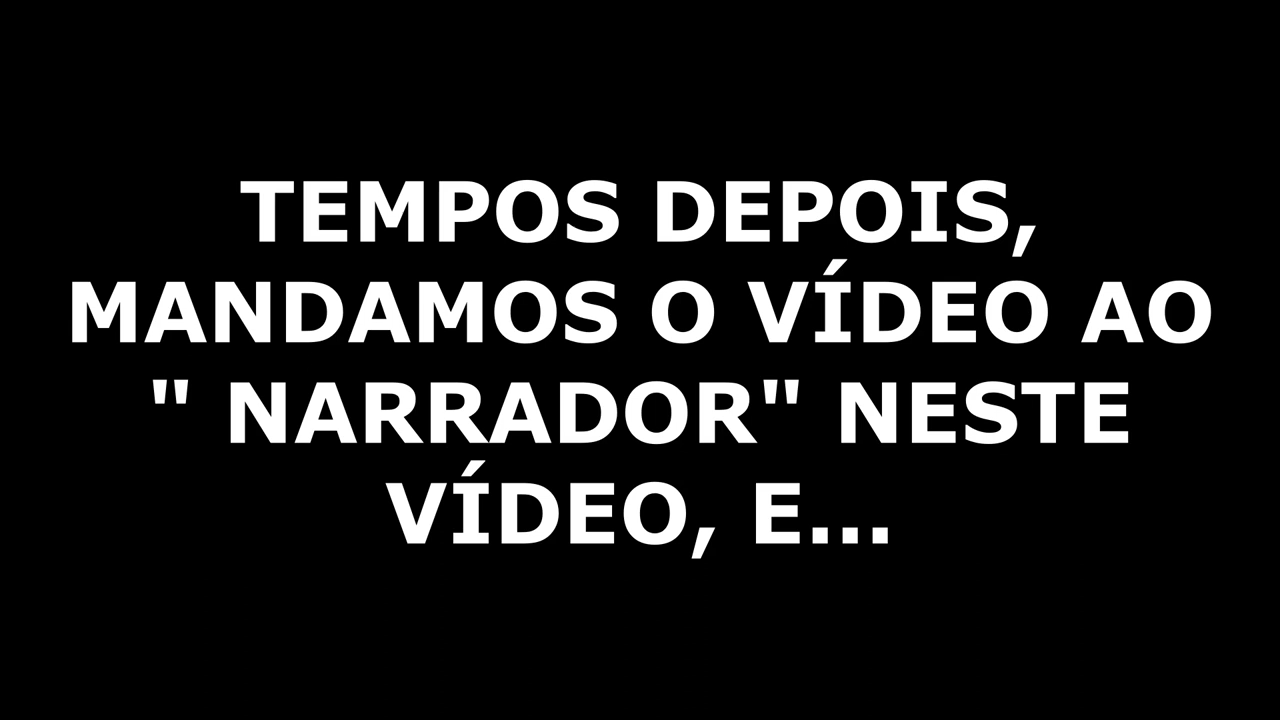 TEMPOS DEPOIS,
MANDAMOS O VÍDEO AO
" NARRADOR" NESTE
VÍDEO, E...